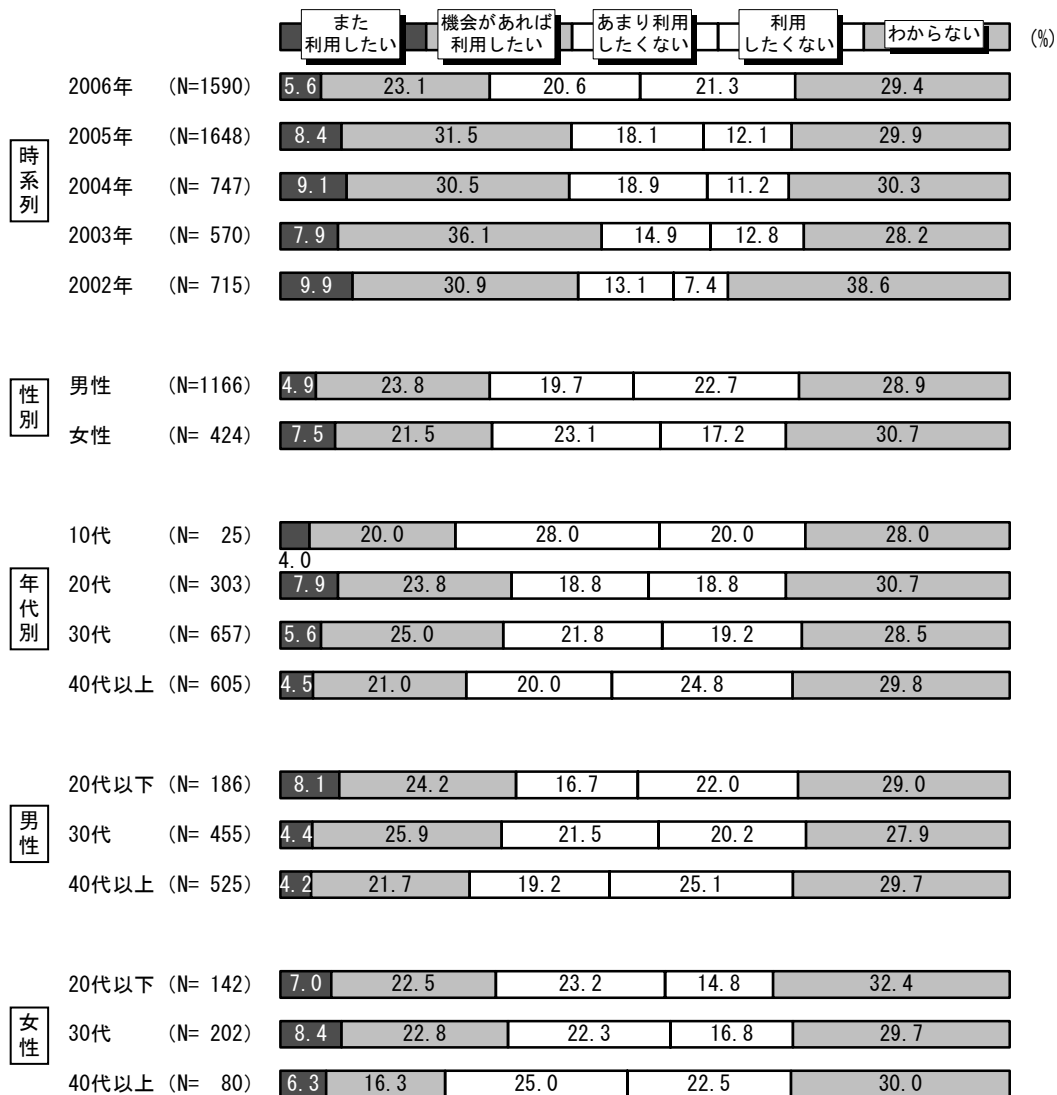 また
利用したい
機会があれば
利用したい
あまり利用
したくない
利用
したくない
わからない
(%)
時系列
2006年 (N=1590) 5.6 23.1 20.6 21.3 29.4
2005年 (N=1648) 8.4 31.5 18.1 12.1 29.9
2004年 (N= 747) 9.1 30.5 18.9 11.2 30.3
2003年 (N= 570) 7.9 36.1 14.9 12.8 28.2
2002年 (N= 715) 9.9 30.9 13.1 7.4 38.6
性別
男性 (N=1166) 4.9 23.8 19.7 22.7 28.9
女性 (N= 424) 7.5 21.5 23.1 17.2 30.7
年代別
10代 (N= 25) 20.0 28.0 20.0 28.0
4.0
20代 (N= 303) 7.9 23.8 18.8 18.8 30.7
30代 (N= 657) 5.6 25.0 21.8 19.2 28.5
40代以上 (N= 605) 4.5 21.0 20.0 24.8 29.8
男性
20代以下 (N= 186) 8.1 24.2 16.7 22.0 29.0
30代 (N= 455) 4.4 25.9 21.5 20.2 27.9
40代以上 (N= 525) 4.2 21.7 19.2 25.1 29.7
女性
20代以下 (N= 142) 7.0 22.5 23.2 14.8 32.4
30代 (N= 202) 8.4 22.8 22.3 16.8 29.7
40代以上 (N= 80) 6.3 16.3 25.0 22.5 30.0